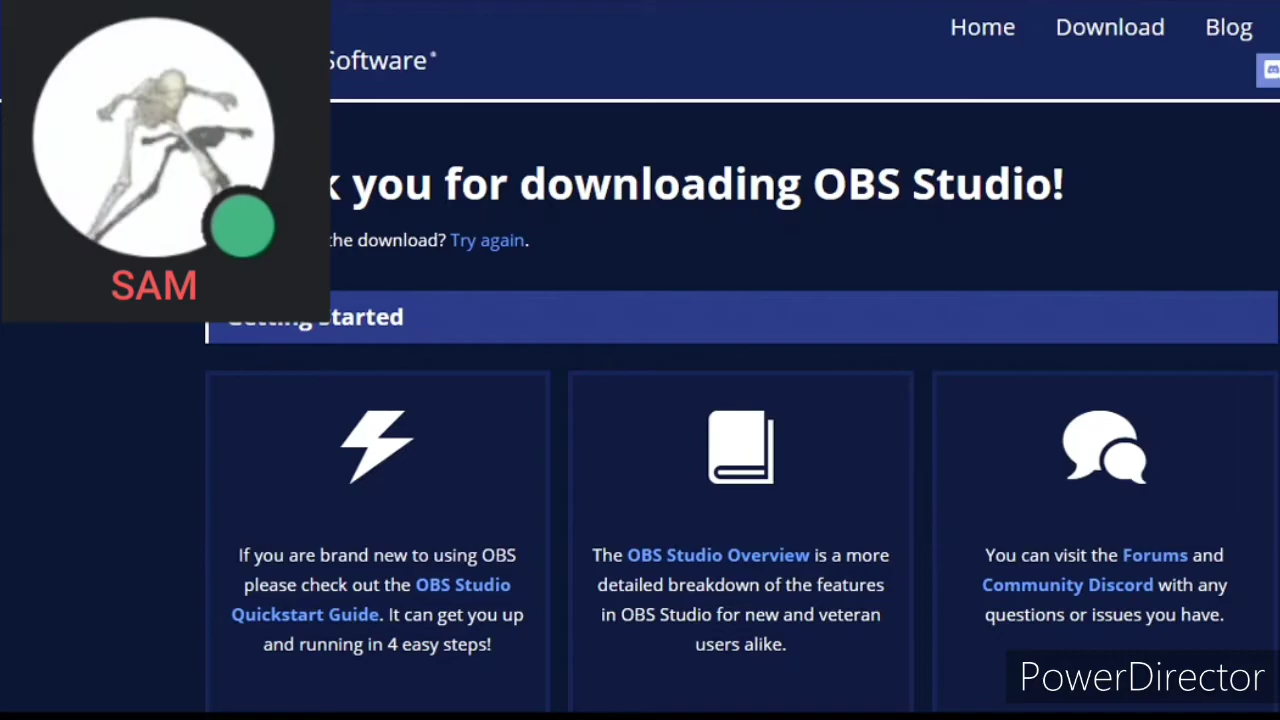 Home Download Blog
Software
SAM
you for downloading OBS Studio!
the download? Try again.
Getting Started
If you are brand new to using OBS
please check out the OBS Studio
Quickstart Guide. It can get you up
and running in 4 easy steps!
The OBS Studio Overview is a more
detailed breakdown of the features
in OBS Studio for new and veteran
users alike.
You can visit the Forums and
Community Discord with any
questions or issues you have.
PowerDirector